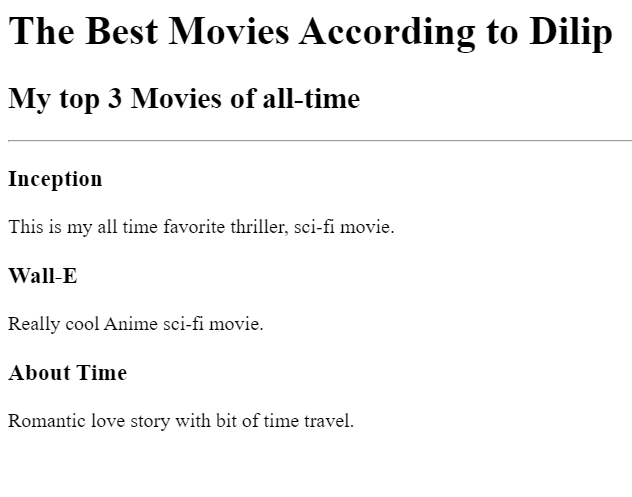 The Best Movies According to Dilip
My top 3 Movies of all-time
Inception
This is my all time favorite thriller, sci-fi movie.
Wall-E
Really cool Anime sci-fi movie.
About Time
Romantic love story with bit of time travel.